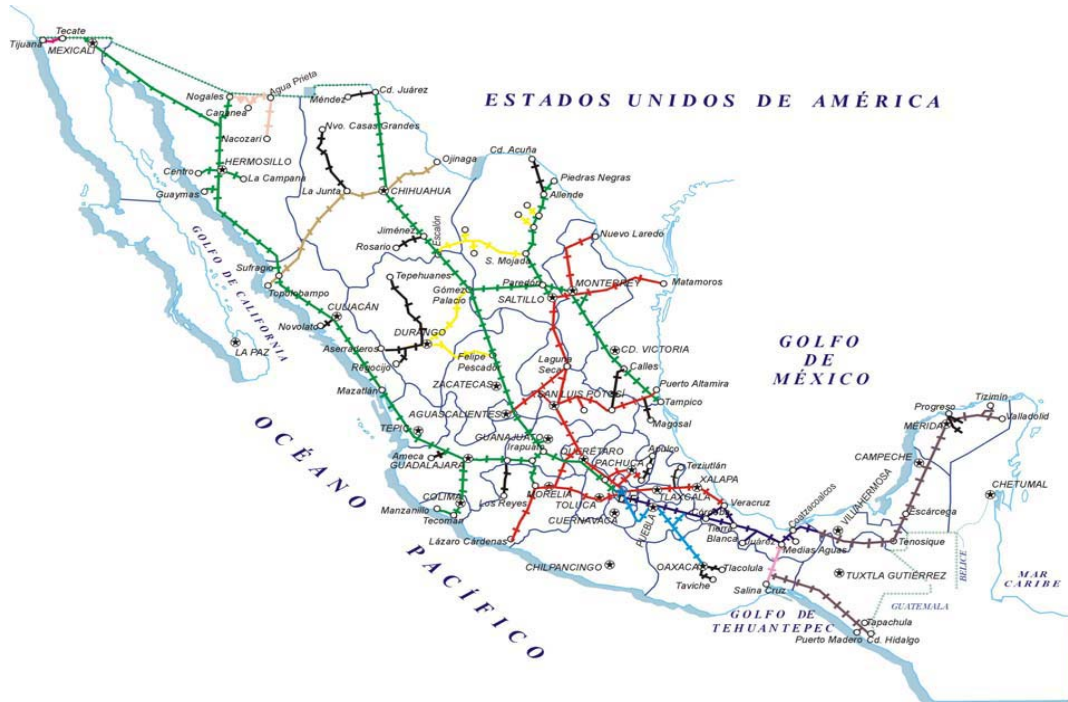 Tecate
Tijuana
MEXICALI
Nogales
Agua Prieta
Cananea
Nacozari
Méndez
Cd. Juárez
ESTADOS UNIDOS DE AMÉRICA
Nvo. Casas Grandes
HERMOSILLO
Centro
La Campana
Guaymas
Ojinaga
La Junta
CHIHUAHUA
Cd. Acuña
Piedras Negras
Allende
Jiménez
Escalón
Rosario
S. Mojada
Nuevo Laredo
GOLFO DE CALIFORNIA
Sufragio
Topolobampo
Tepehuanes
Gómez
Palacio
Paredón
MONTERREY
SALTILLO
Matamoros
CULIACÁN
Novolato
LA PAZ
DURANGO
Aserraderos
Regocijo
Felipe
Pescador
Laguna
Seca
CD. VICTORIA
Calles
GOLFO
DE
MÉXICO
Mazatlán
ZACATECAS
SAN LUIS POTOSÍ
Puerto Altamira
Tampico
Magosal
AGUASCALIENTES
TEPIC
GUANAJUATO
Irapuato
QUERÉTARO
PACHUCA
Apulco
Teziutlán
XALAPA
Ameca
GUADALAJARA
OCÉANO PACÍFICO
COLIMA
Manzanillo
Tecomán
Los Reyes
MORELIA
TOLUCA
TLAXCALA
Veracruz
CUERNAVACA
PUEBLA
Córdoba
Tierra
Blanca
Lázaro Cárdenas
CHILPANCINGO
OAXACA
Tlacolula
Taviche
Juárez
Medias Aguas
Coatzacoalcos
VILLAHERMOSA
Progreso
MÉRIDA
Tizimín
Valladolid
CAMPECHE
CHETUMAL
Escárcega
Tenosique
BELICE
MAR
CARIBE
TUXTLA GUTIÉRREZ
Salina Cruz
GOLFO DE
TEHUANTEPEC
GUATEMALA
Tapachula
Puerto Madero
Cd. Hidalgo